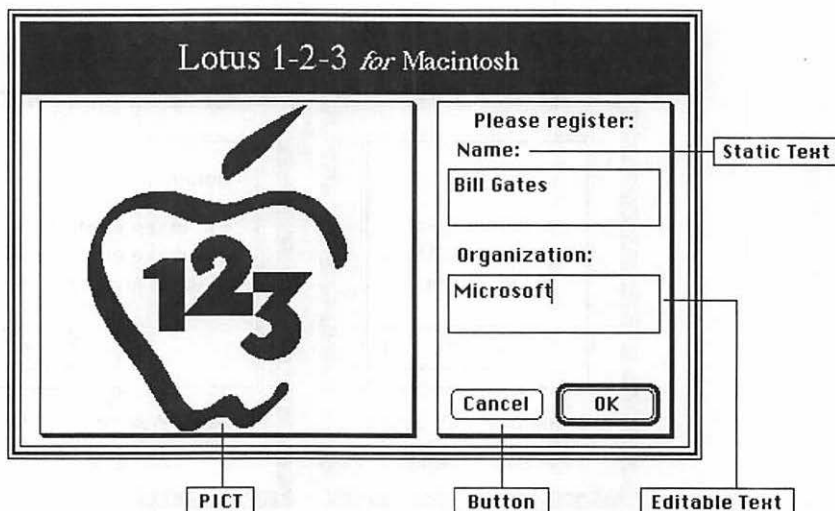 Lotus 1-2-3 for Macintosh
Please register:
Name:
Static Text
Bill Gates
123
Organization:
Microsoft
Cancel
OK
PICT
Button
Editable Text